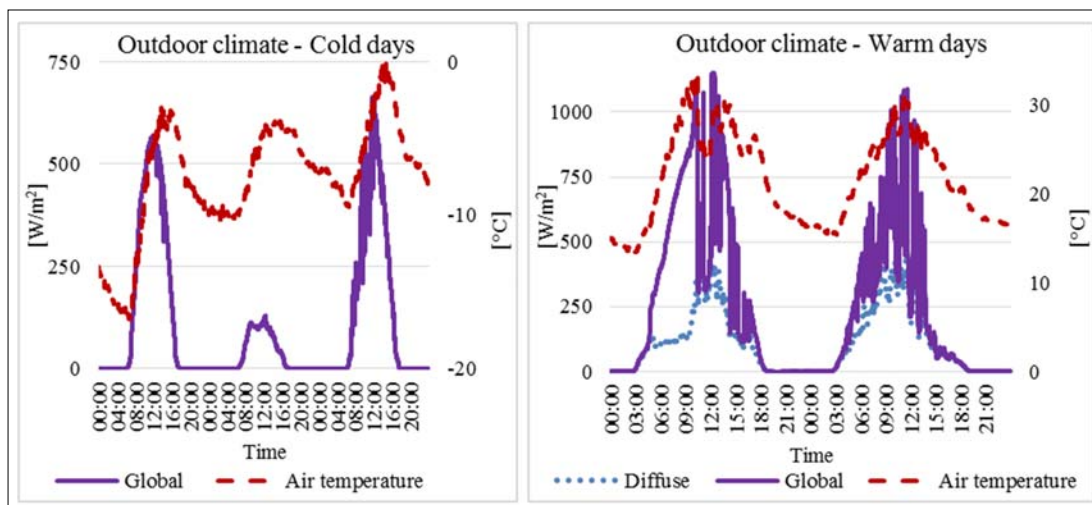 Outdoor climate - Cold days
750
500
250
0
[W/m²]
0
-10
-20
[°C]
00:00 04:00 08:00 12:00 16:00 20:00 00:00 04:00 08:00 12:00 16:00 20:00 00:00 04:00 08:00 12:00 16:00 20:00
Time
Global Air temperature
Outdoor climate - Warm days
1000
750
500
250
0
[W/m²]
30
20
10
0
[°C]
00:00 03:00 06:00 09:00 12:00 15:00 18:00 21:00 00:00 03:00 06:00 09:00 12:00 15:00 18:00 21:00
Time
Diffuse Global Air temperature